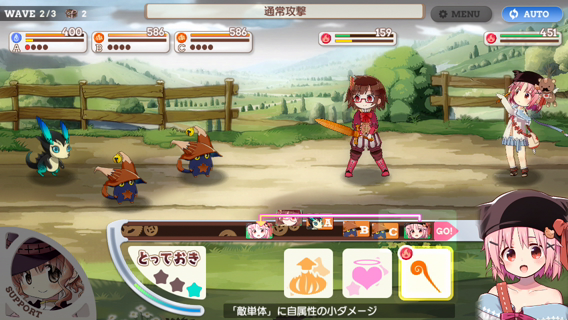 WAVE 2/3 2
通常攻撃
MENU
AUTO
400
A
586
B
586
C
159
451
A
B
C
GO!
とっておき
SUPPORT
「敵単体」に自属性の小ダメージ